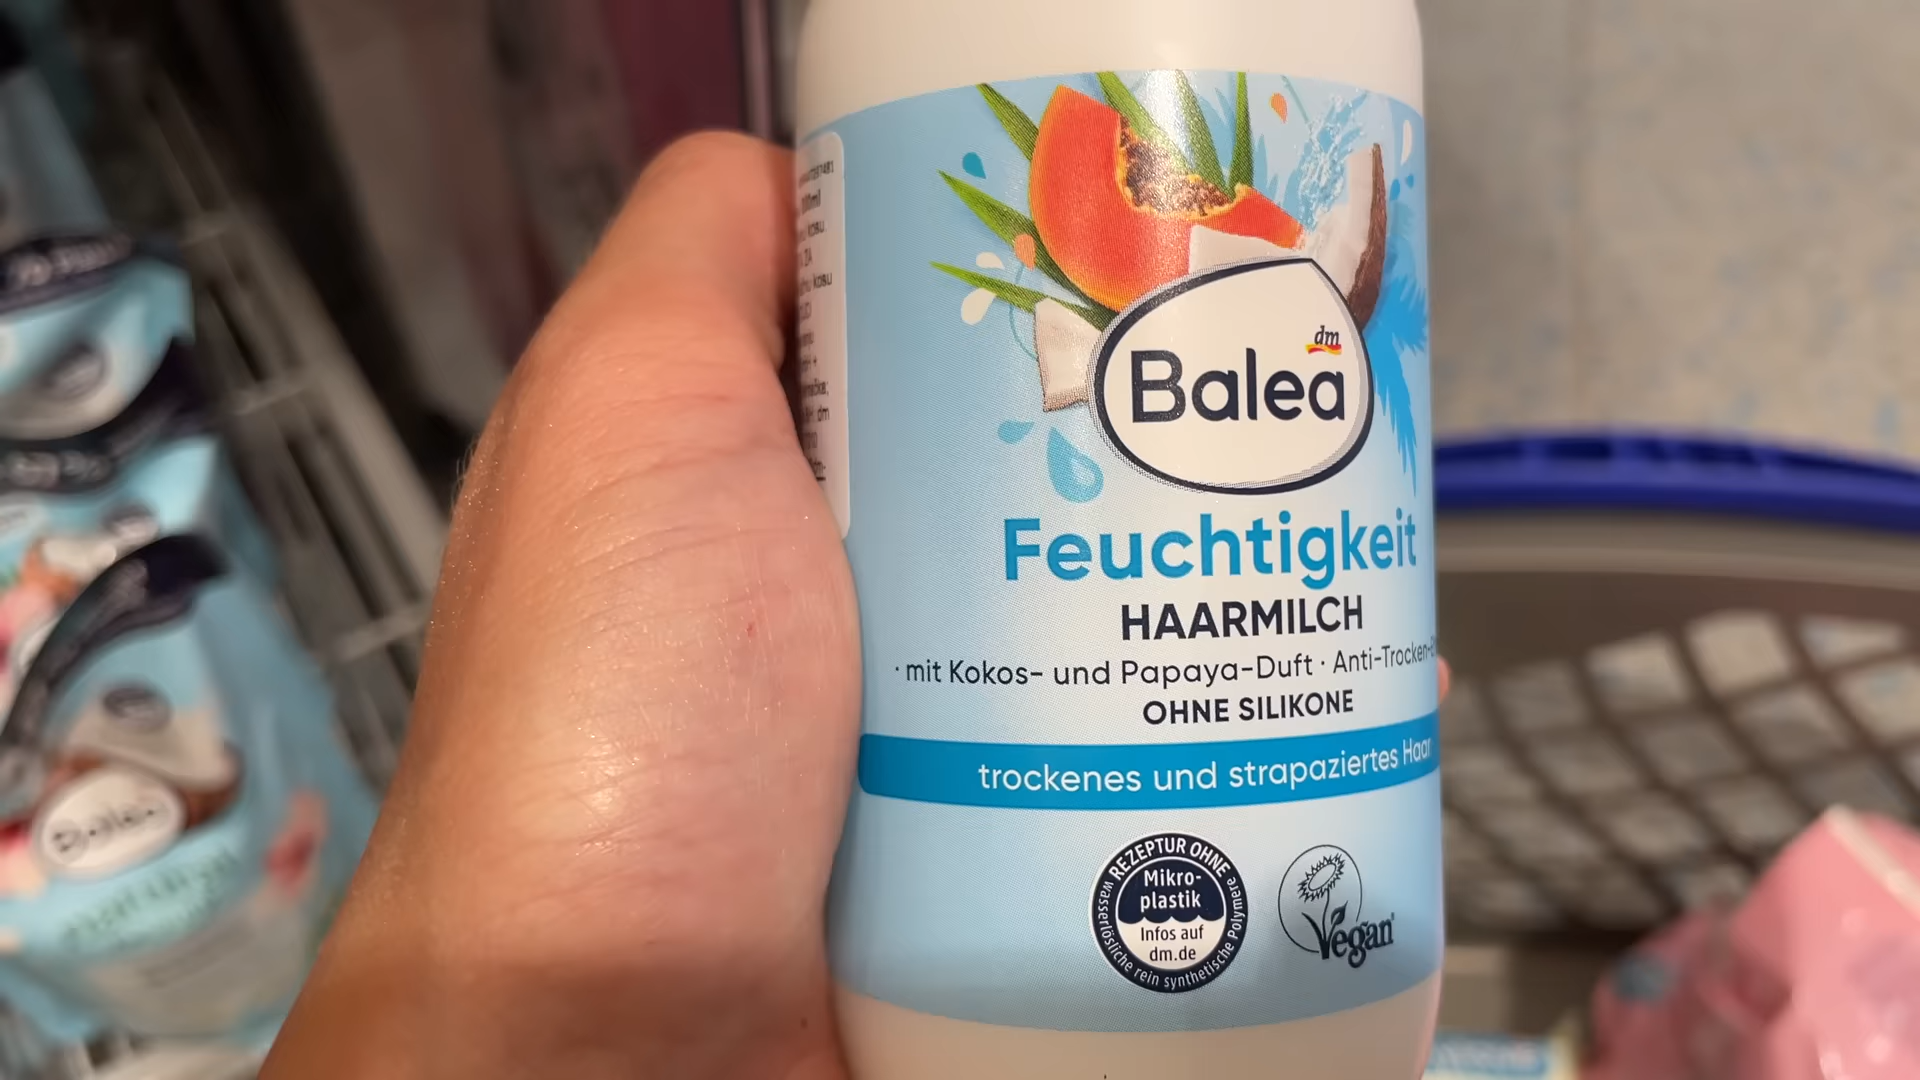 dm
Balea
Feuchtigkeit
HAARMILCH
· mit Kokos- und Papaya-Duft · Anti-Trocken-
OHNE SILIKONE
trockenes und strapaziertes Haar
REZEPTUR OHNE
Mikro-
plastik
Infos auf
dm.de
wasserlösliche rein synthetische Polymere
Vegan
Balea